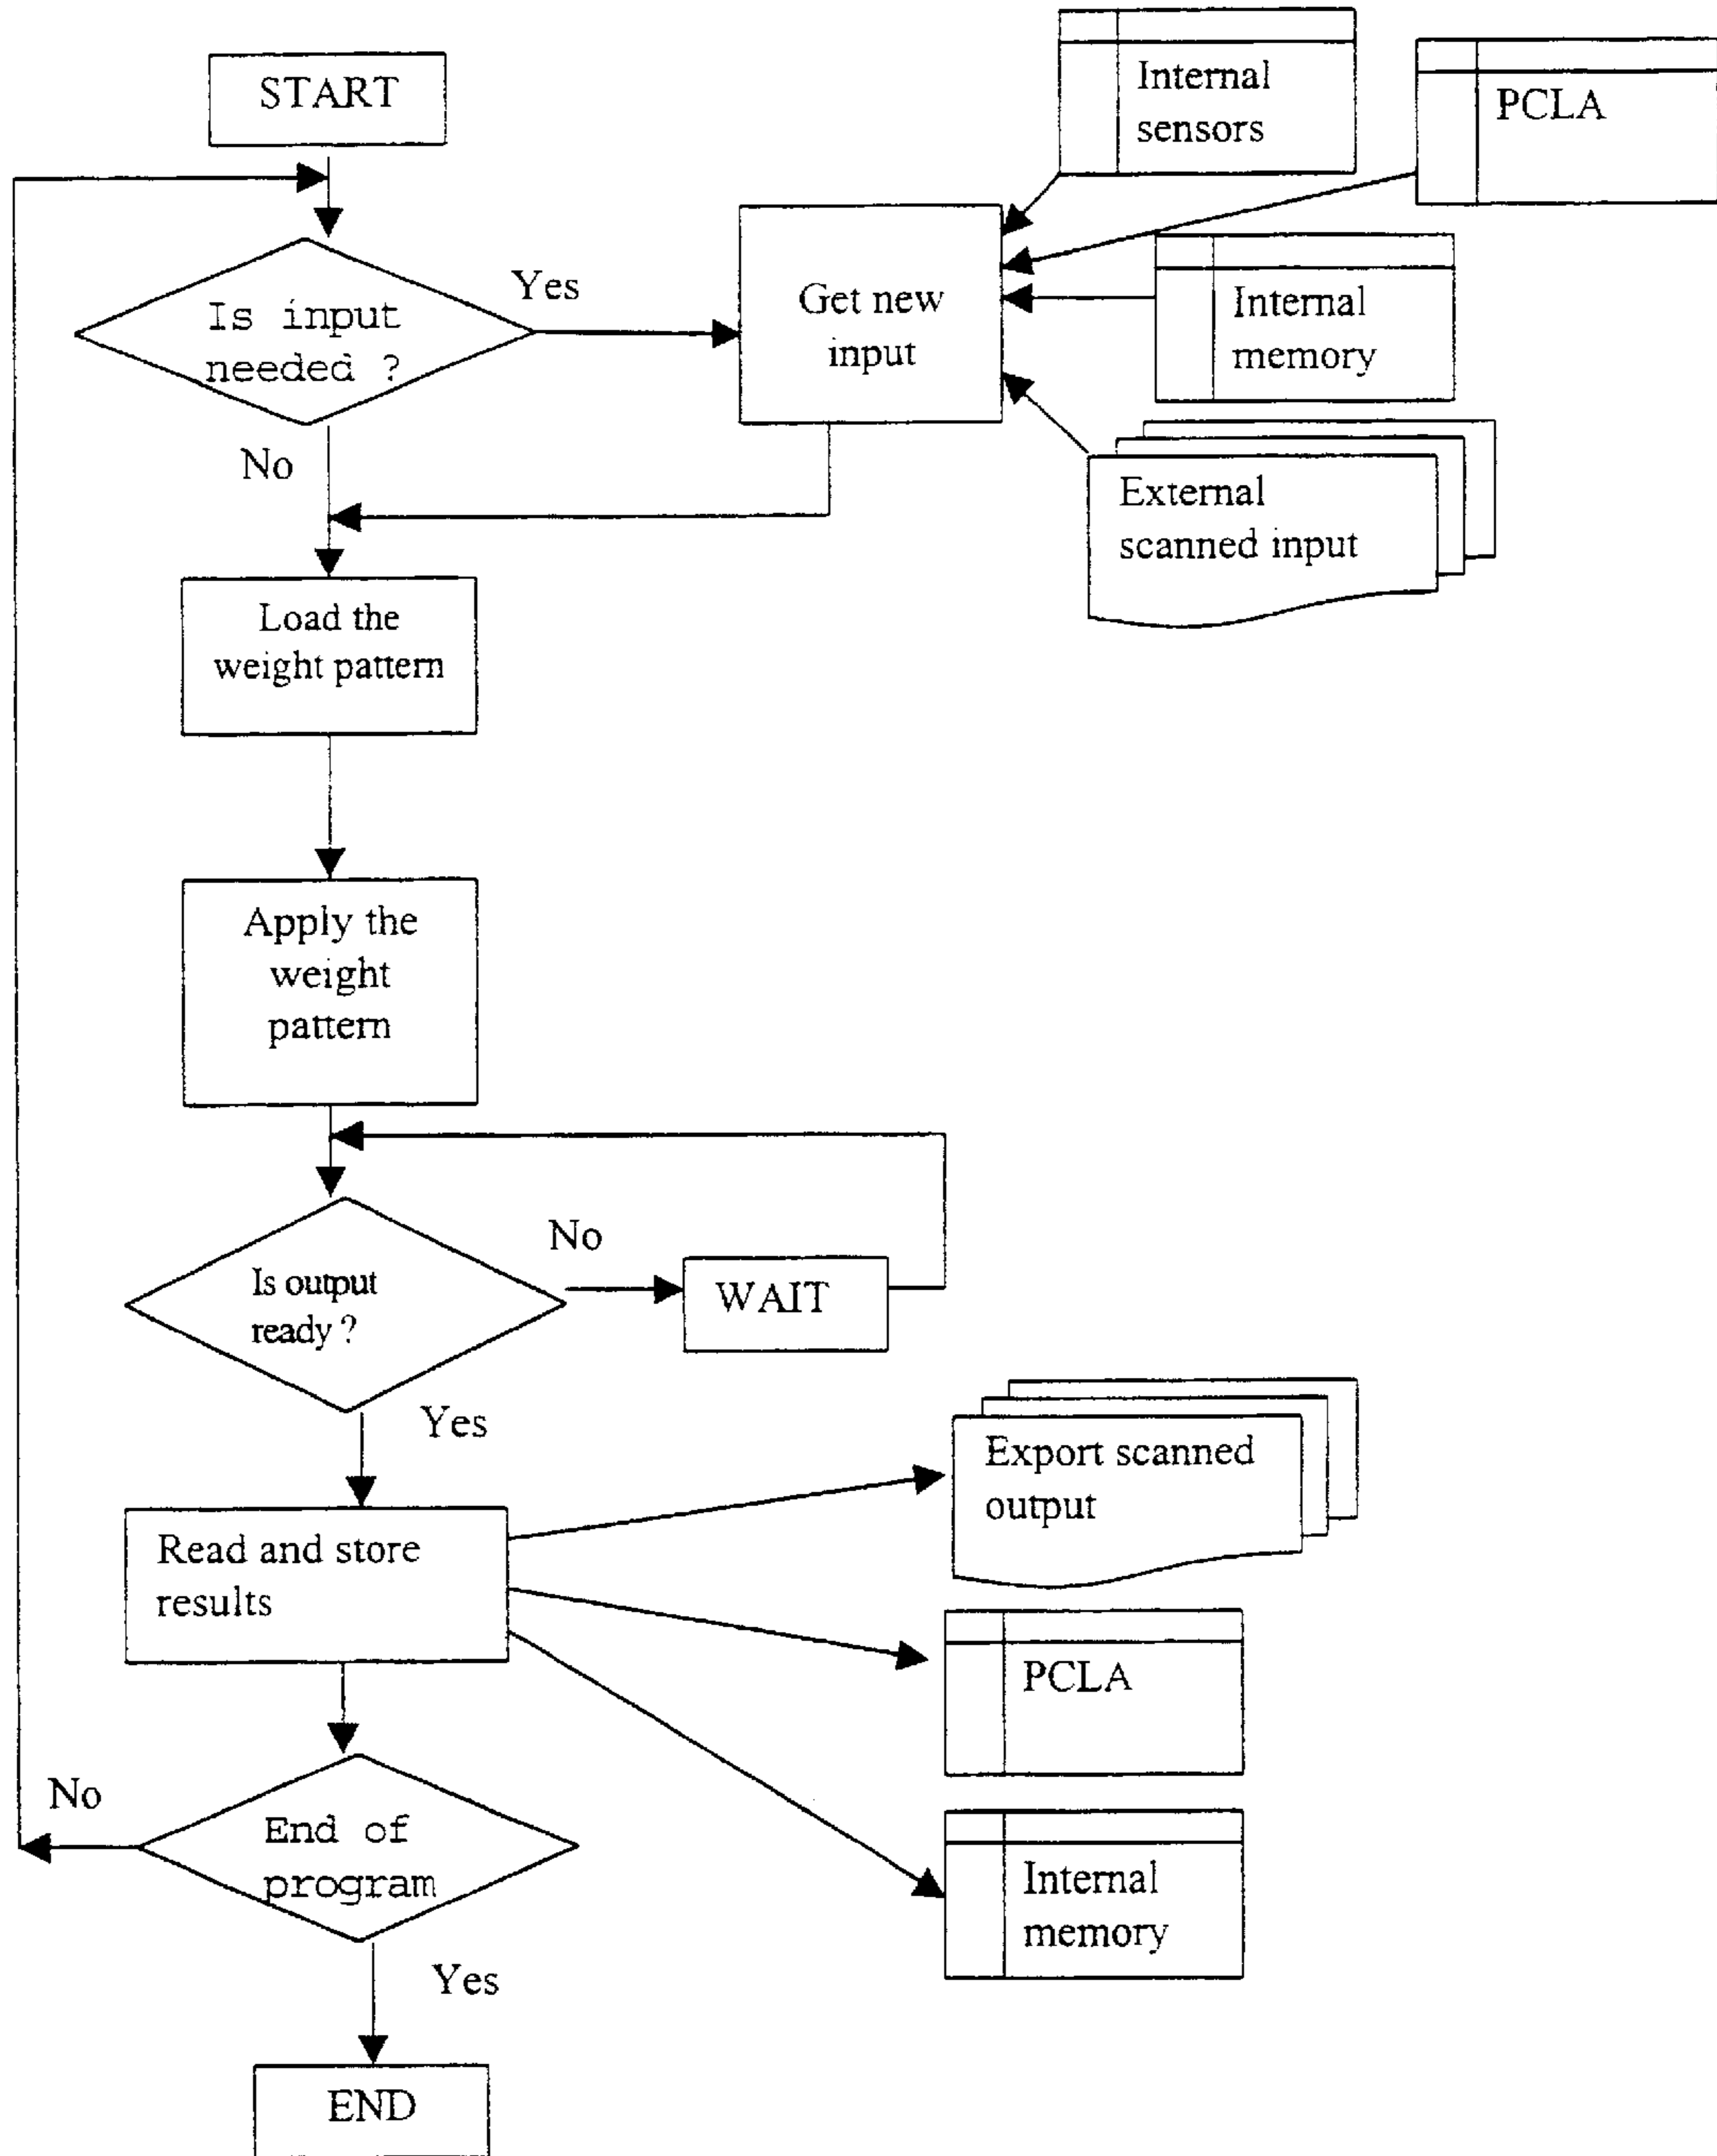 START
Internal
sensors
PCLA
Is input
needed ?
Yes
Get new
input
Internal
memory
No
External
scanned input
Load the
weight pattern
Apply the
weight
pattern
Is output
ready ?
No
WAIT
Yes
Export scanned
output
Read and store
results
PCLA
No
End of
program
Internal
memory
Yes
END